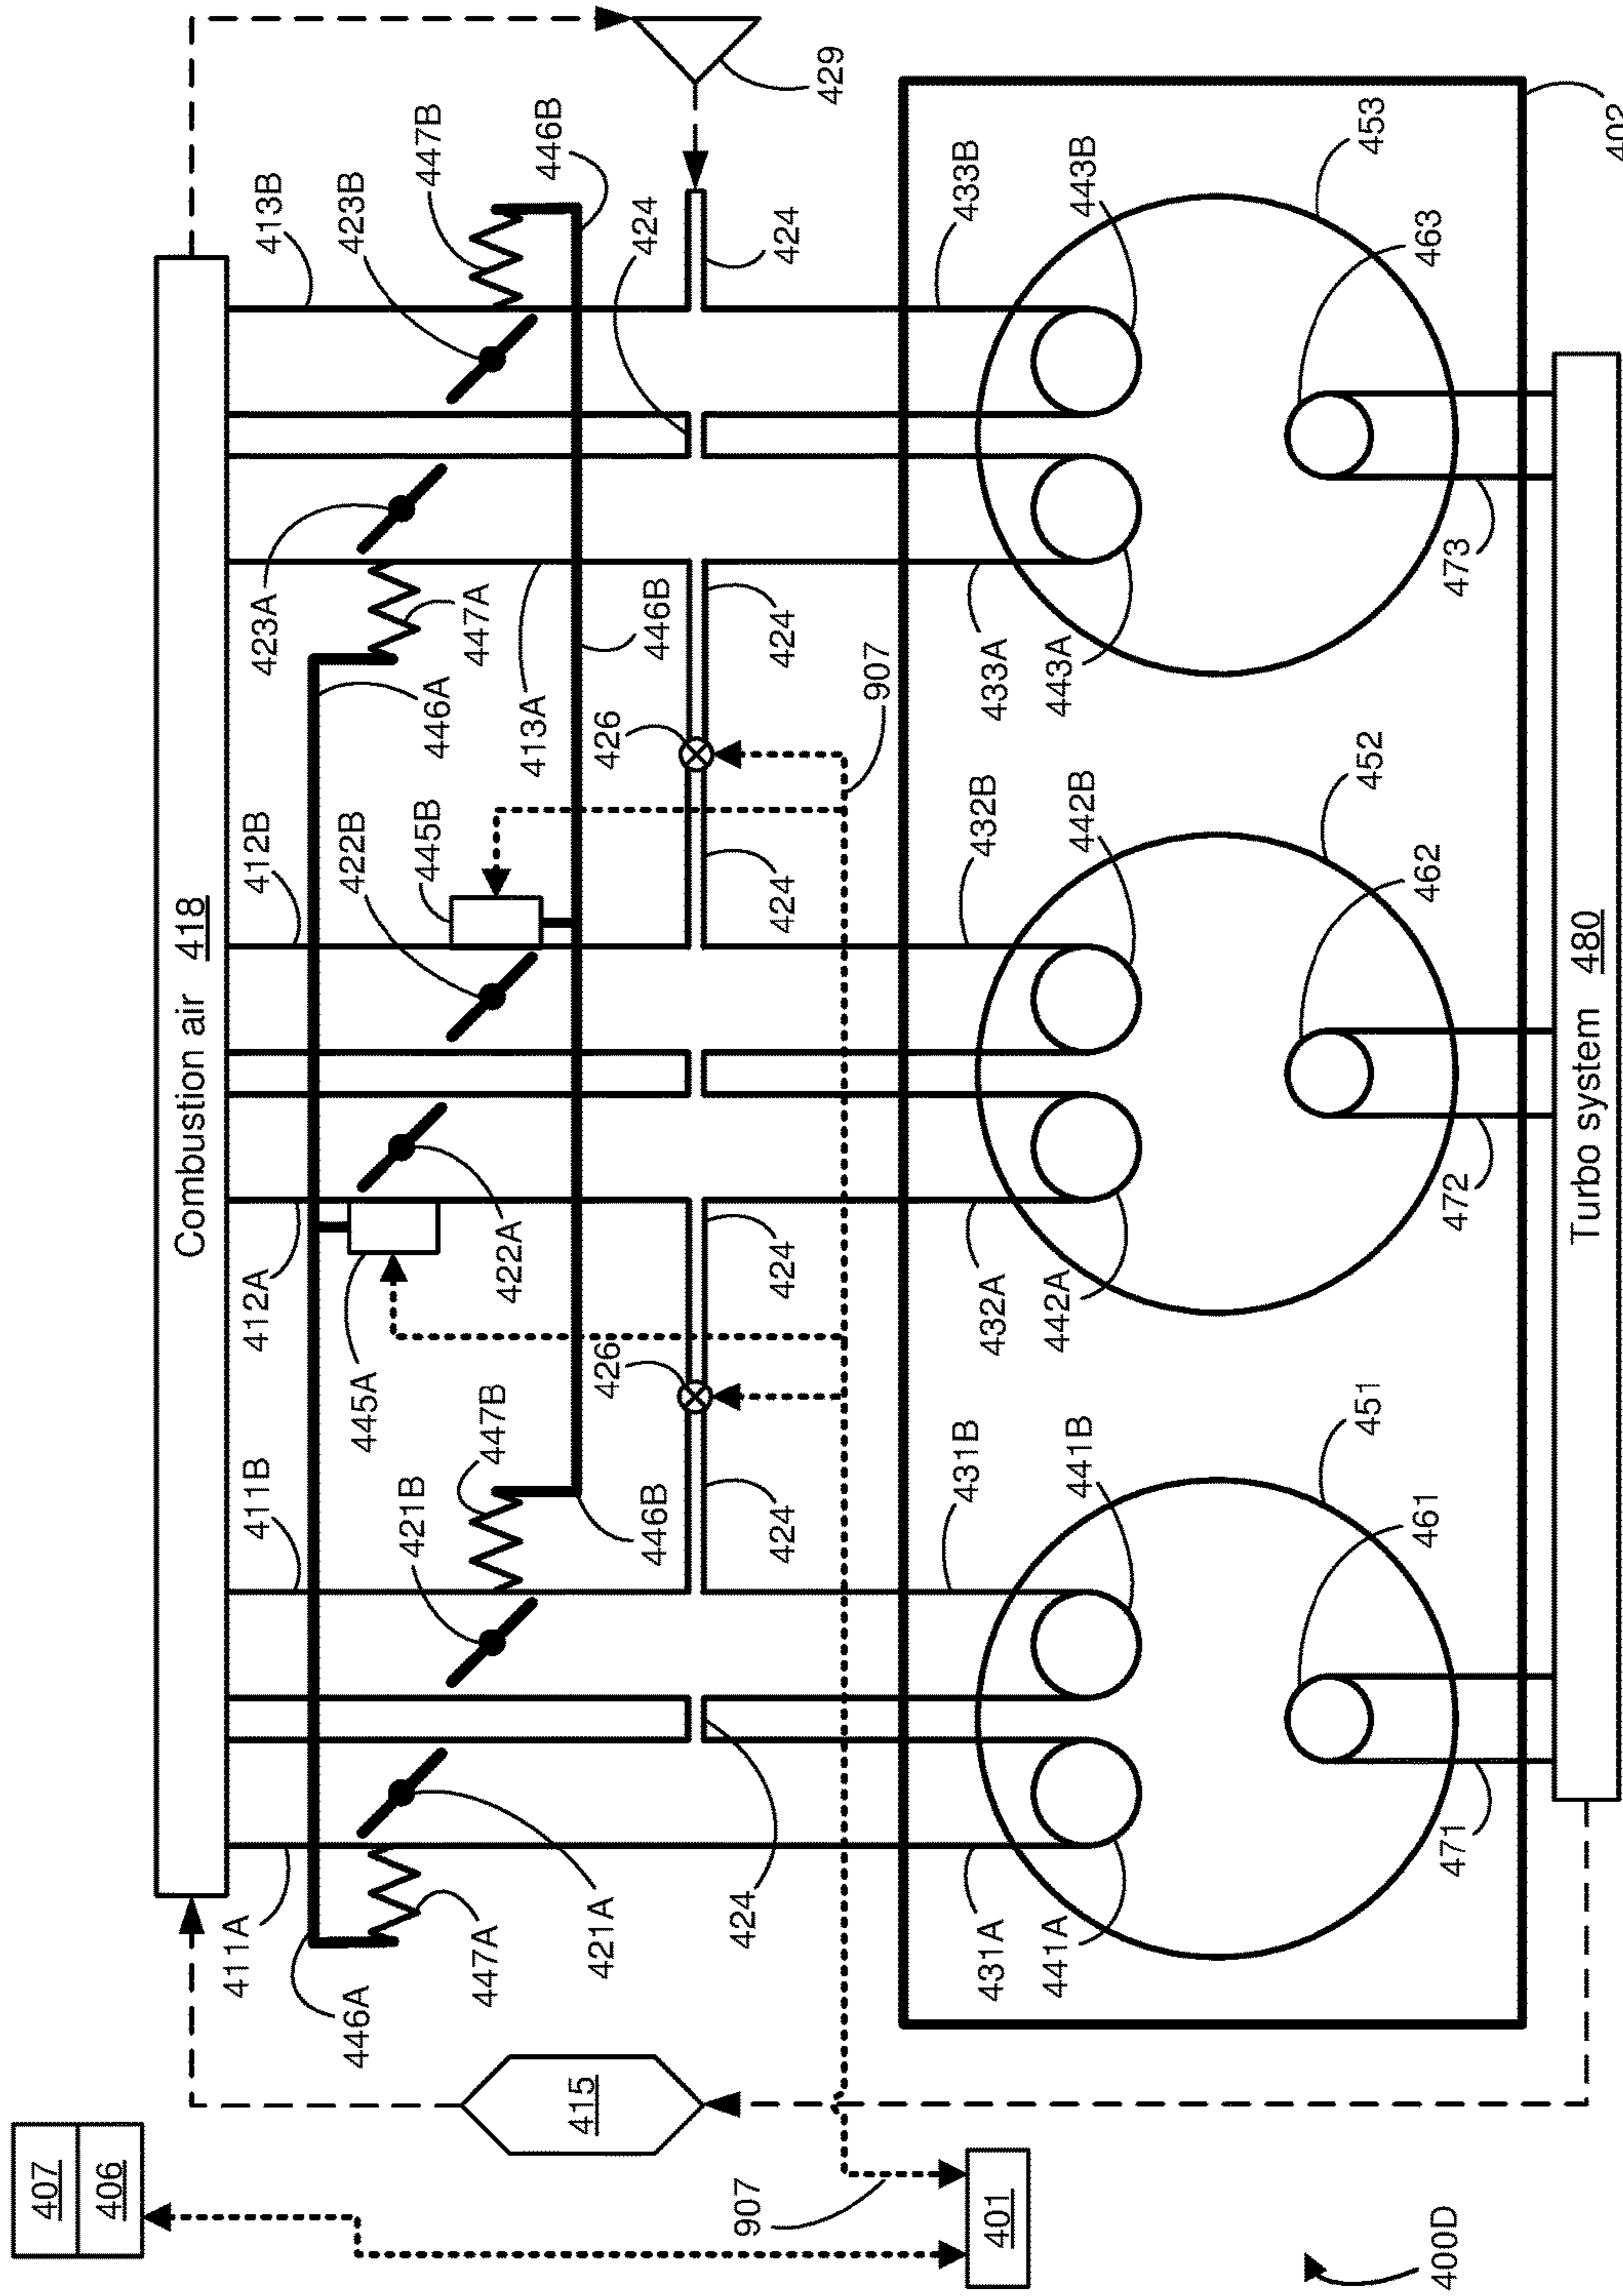 407
406
Combustion air 418
411A
411B
412A
412B
423A
413B
446A
445A
421B
422B
423B
446A
445B
447B
447A
447B
422A
447A
413A
446B
415
421A
426
426
446B
446B
424
424
424
424
424
424
424
429
907
907
431A
431B
432A
432B
433A
433B
401
441A
441B
442A
442B
443A
443B
451
452
453
461
462
463
400D
471
472
473
Turbo system 480
402